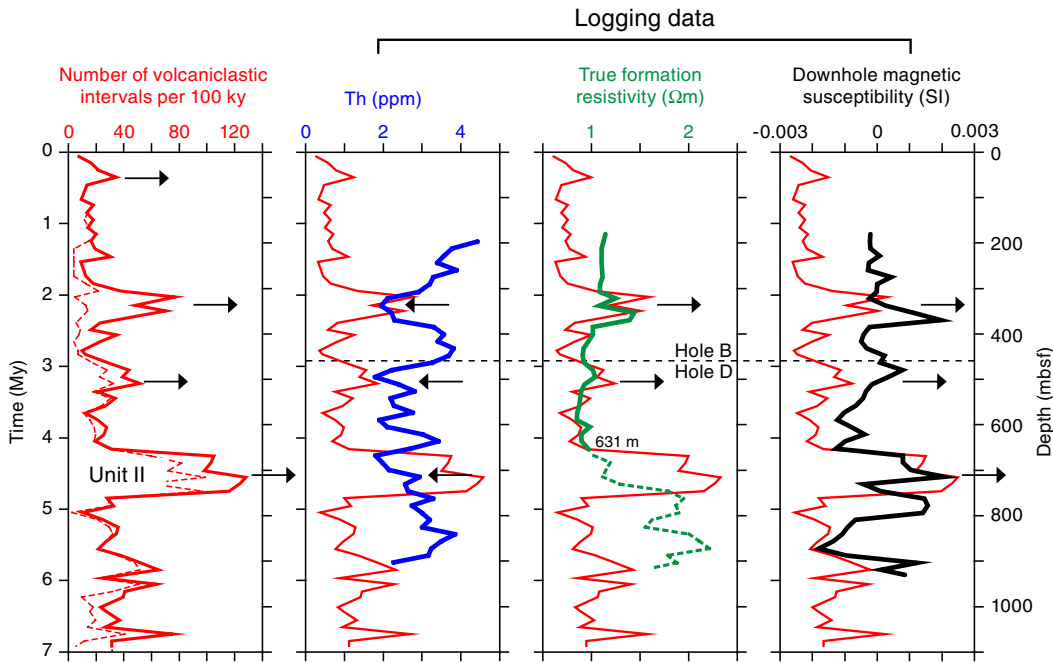 Logging data
Number of volcaniclastic
intervals per 100 ky
Th (ppm)
True formation
resistivity (Ωm)
Downhole magnetic
susceptibility (SI)
0 40 80 120
0 2 4
1 2
-0.003 0 0.003
Time (My)
0
1
2
3
4
5
6
7
Unit II
Hole B
Hole D
631 m
0
200
400
600
800
1000
Depth (mbsf)